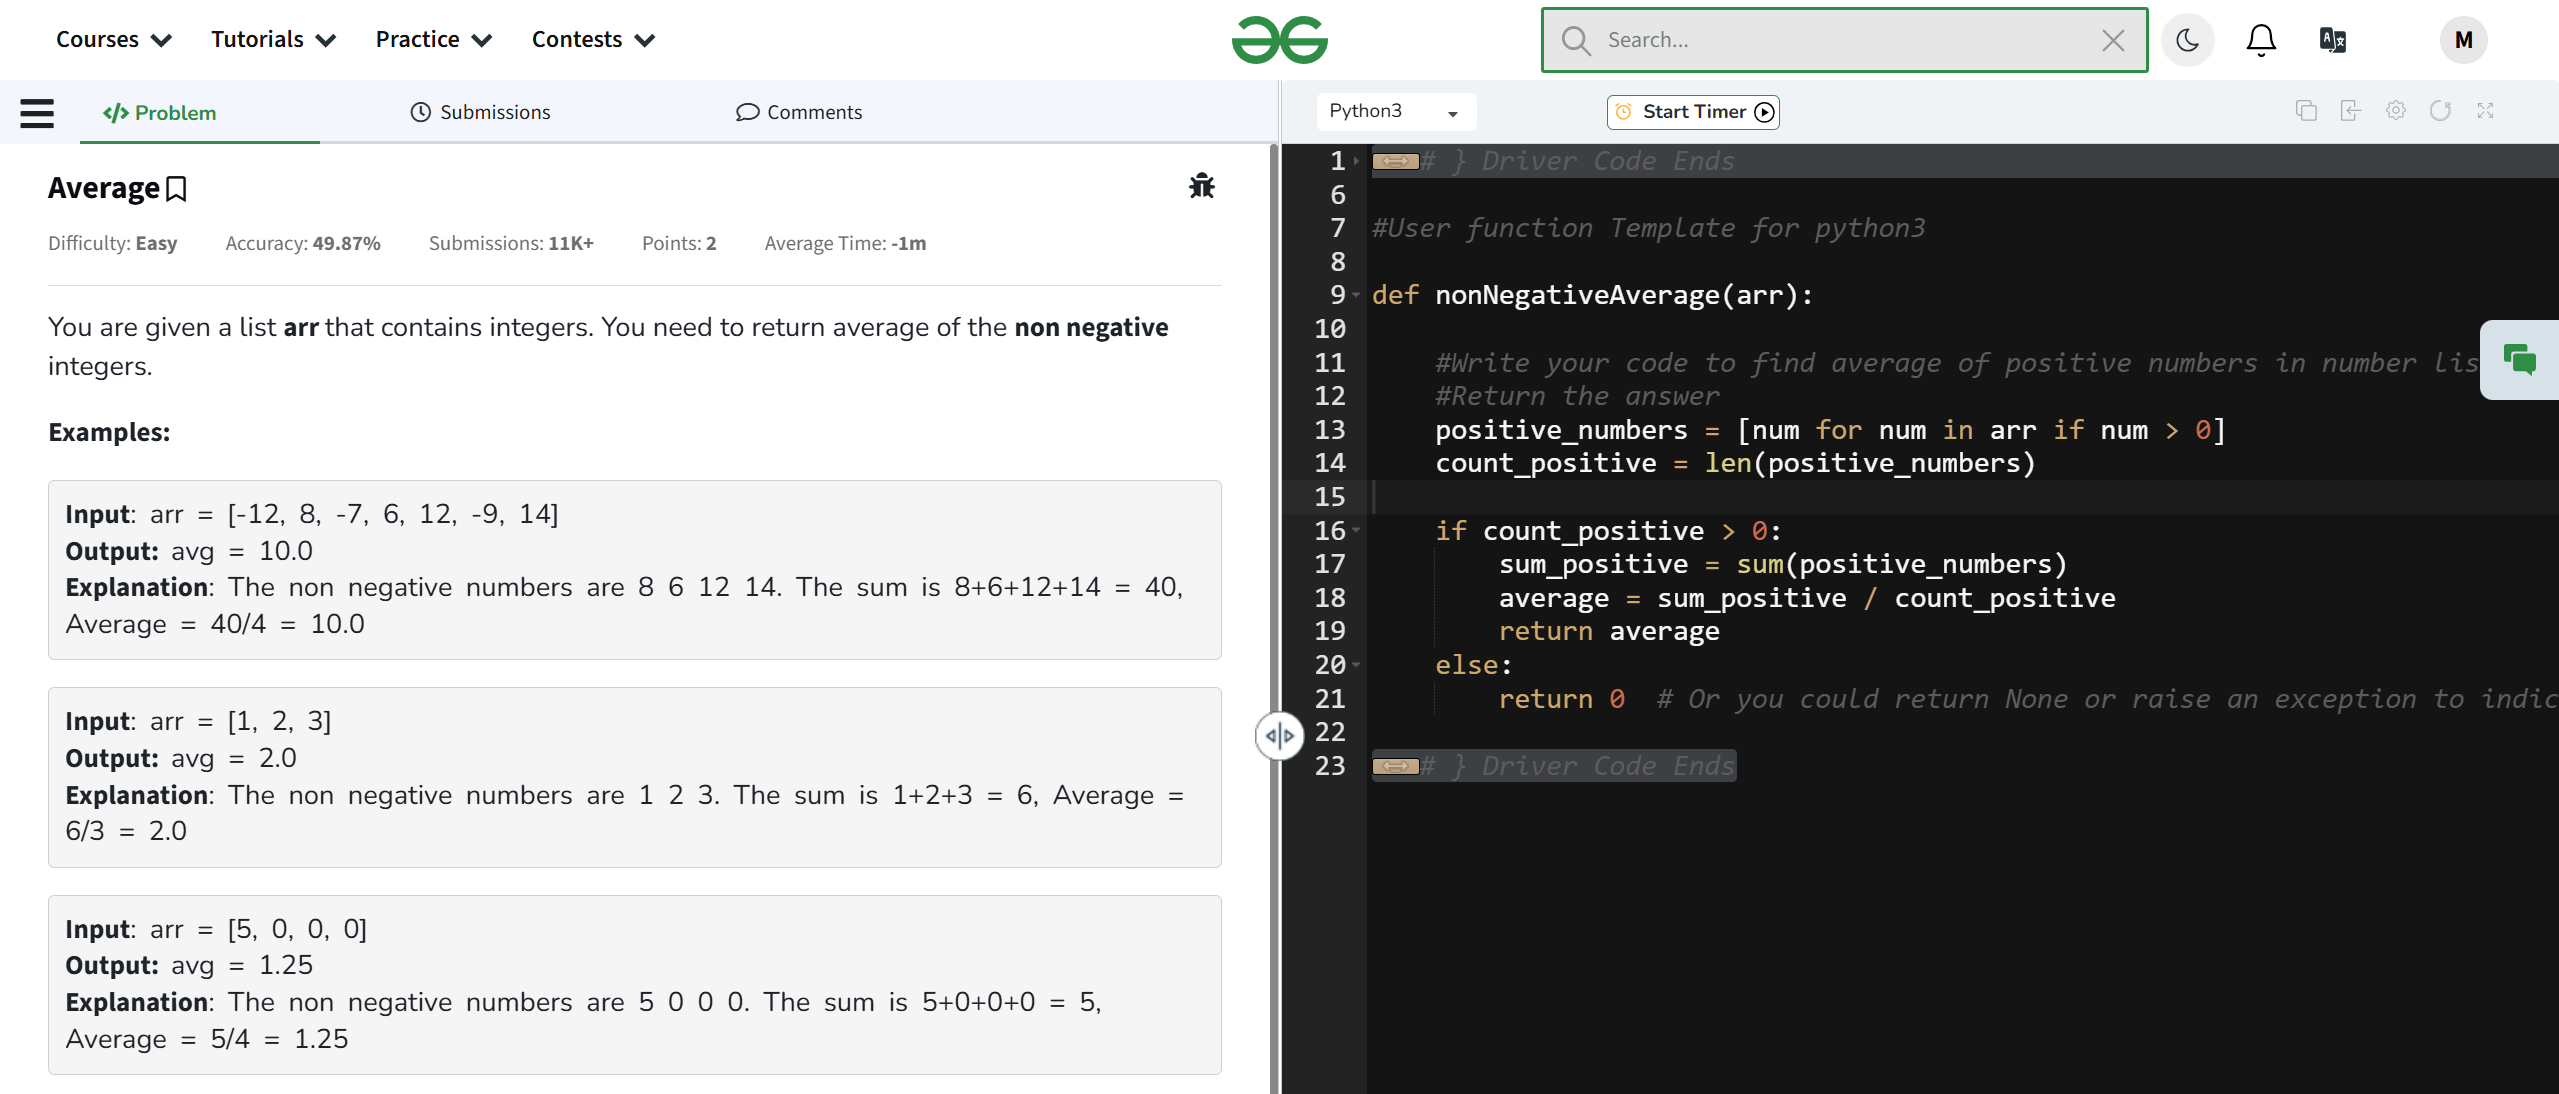 Courses Tutorials Practice Contests Search... M
Problem Submissions Comments
Python3 Start Timer
Average
Difficulty: Easy Accuracy: 49.87% Submissions: 11K+ Points: 2 Average Time: -1m
You are given a list arr that contains integers. You need to return average of the non negative
integers.
Examples:
Input: arr = [-12, 8, -7, 6, 12, -9, 14]
Output: avg = 10.0
Explanation: The non negative numbers are 8 6 12 14. The sum is 8+6+12+14 = 40,
Average = 40/4 = 10.0
Input: arr = [1, 2, 3]
Output: avg = 2.0
Explanation: The non negative numbers are 1 2 3. The sum is 1+2+3 = 6, Average =
6/3 = 2.0
Input: arr = [5, 0, 0, 0]
Output: avg = 1.25
Explanation: The non negative numbers are 5 0 0 0. The sum is 5+0+0+0 = 5,
Average = 5/4 = 1.25
1 # } Driver Code Ends
6
7 #User function Template for python3
8
9 def nonNegativeAverage(arr):
10
11 #Write your code to find average of positive numbers in number lis
12 #Return the answer
13 positive_numbers = [num for num in arr if num > 0]
14 count_positive = len(positive_numbers)
15
16 if count_positive > 0:
17 sum_positive = sum(positive_numbers)
18 average = sum_positive / count_positive
19 return average
20 else:
21 return 0 # Or you could return None or raise an exception to indic
22
23 # } Driver Code Ends